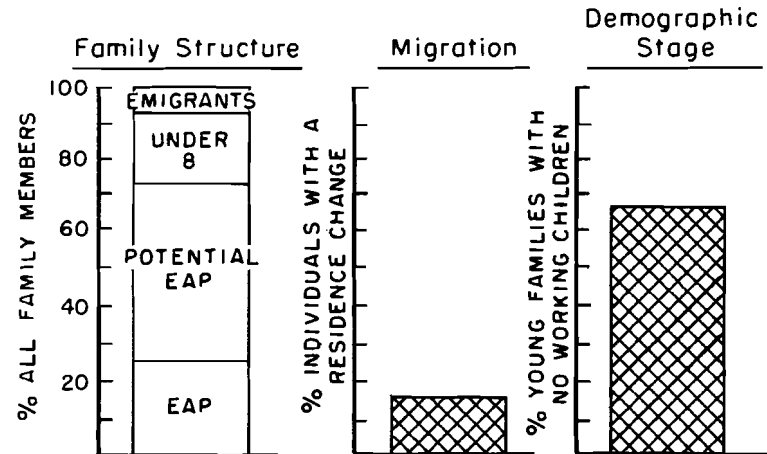 Family Structure
% ALL FAMILY MEMBERS
100
80
60
40
20
EMIGRANTS
UNDER
8
POTENTIAL
EAP
EAP
Migration
% INDIVIDUALS WITH A
RESIDENCE CHANGE
Demographic
Stage
% YOUNG FAMILIES WITH
NO WORKING CHILDREN